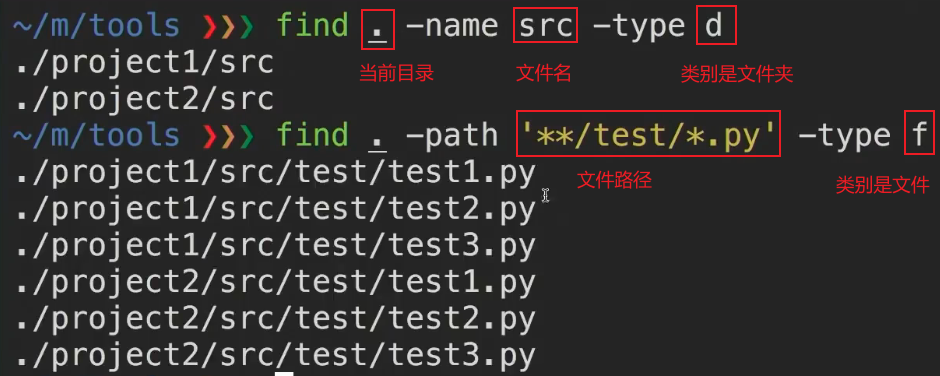 ~/m/tools ❯❯❯ find . -name src -type d
当前目录 文件名 类别是文件夹
./project1/src
./project2/src
~/m/tools ❯❯❯ find . -path '**/test/*.py' -type f
文件路径 类别是文件
./project1/src/test/test1.py
./project1/src/test/test2.py
./project1/src/test/test3.py
./project2/src/test/test1.py
./project2/src/test/test2.py
./project2/src/test/test3.py